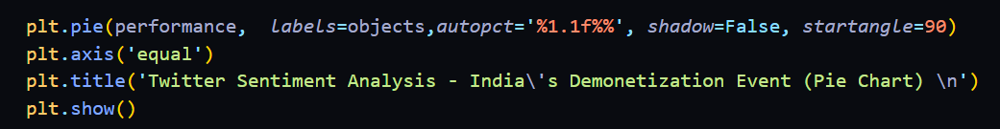 plt.pie(performance,  labels=objects,autopct='%1.1f%%', shadow=False, startangle=90)
plt.axis('equal')
plt.title('Twitter Sentiment Analysis - India\'s Demonetization Event (Pie Chart) \n')
plt.show()